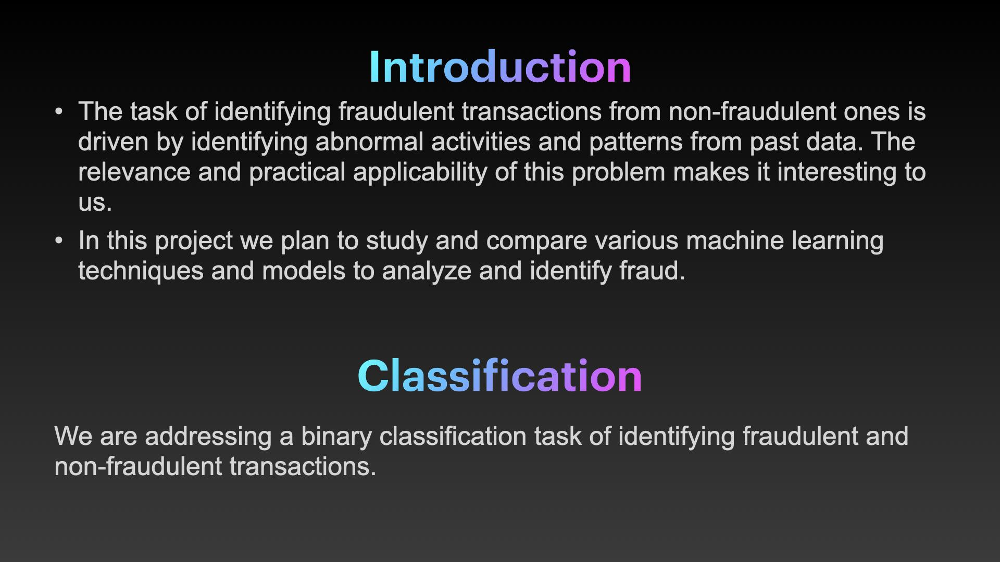 Introduction
• The task of identifying fraudulent transactions from non-fraudulent ones is
driven by identifying abnormal activities and patterns from past data. The
relevance and practical applicability of this problem makes it interesting to
us.
• In this project we plan to study and compare various machine learning
techniques and models to analyze and identify fraud.
Classification
We are addressing a binary classification task of identifying fraudulent and
non-fraudulent transactions.